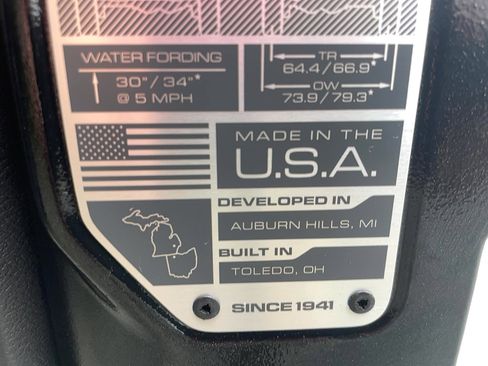 WATER FORDING
30"/34"*
@ 5 MPH
TR
64.4/66.9*
OW
73.9/79.3*
MADE IN THE
U.S.A.
DEVELOPED IN
AUBURN HILLS, MI
BUILT IN
TOLEDO, OH
SINCE 1941